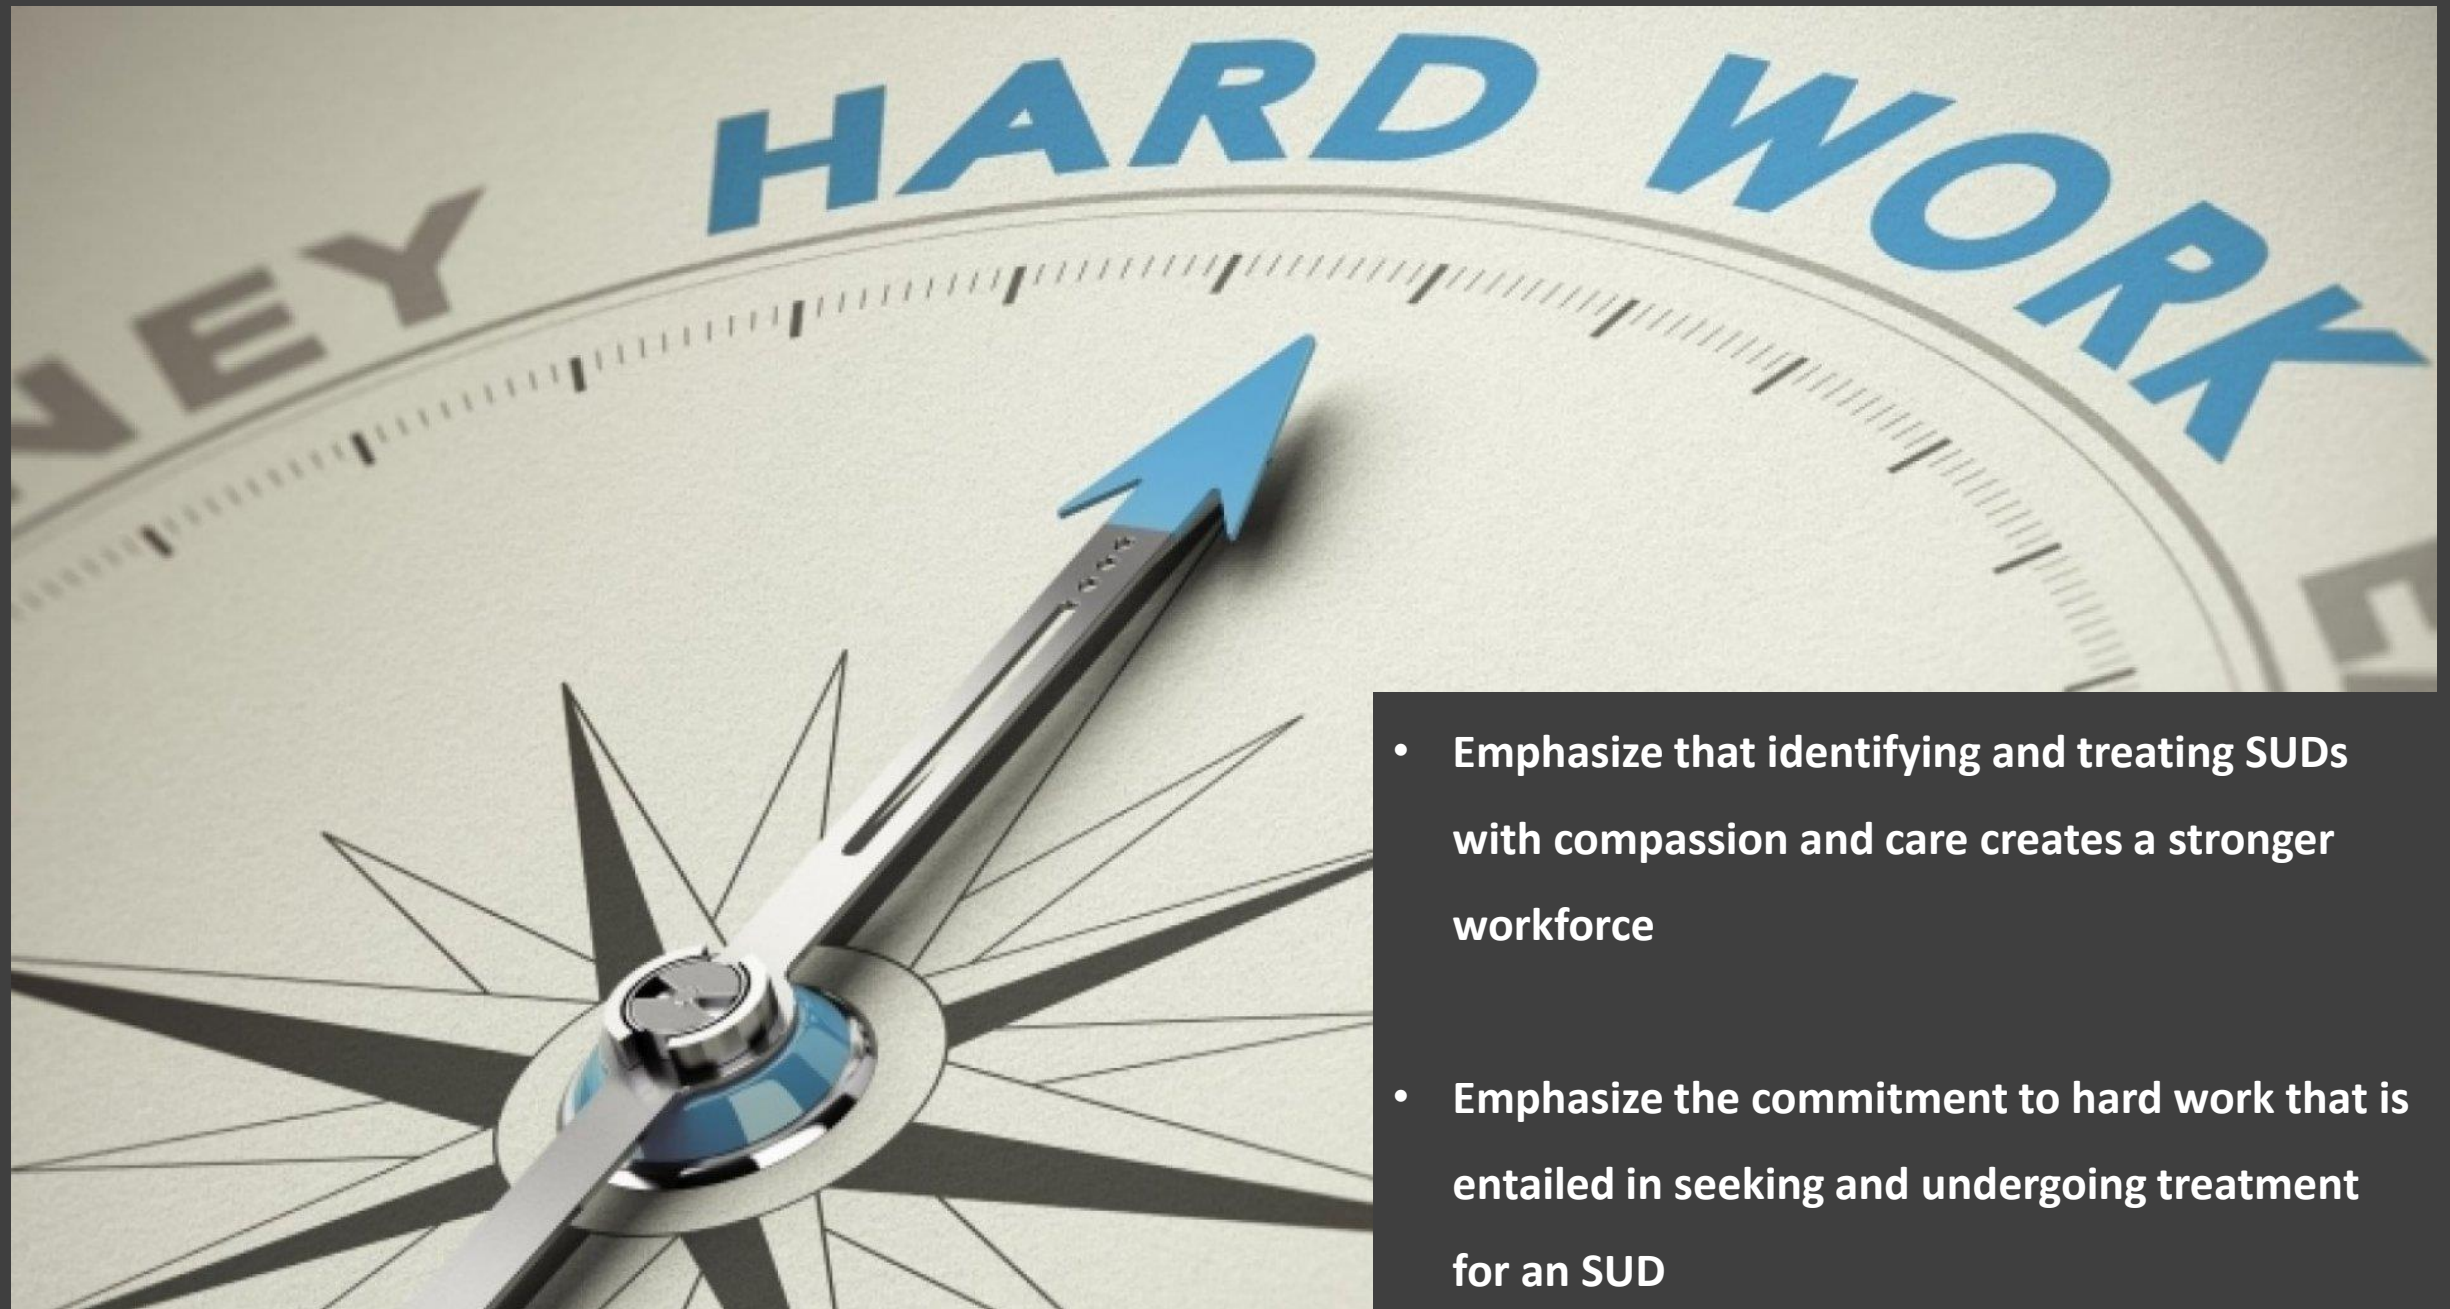 HARD WORK
NEY
• Emphasize that identifying and treating SUDs
with compassion and care creates a stronger
workforce
• Emphasize the commitment to hard work that is
entailed in seeking and undergoing treatment
for an SUD